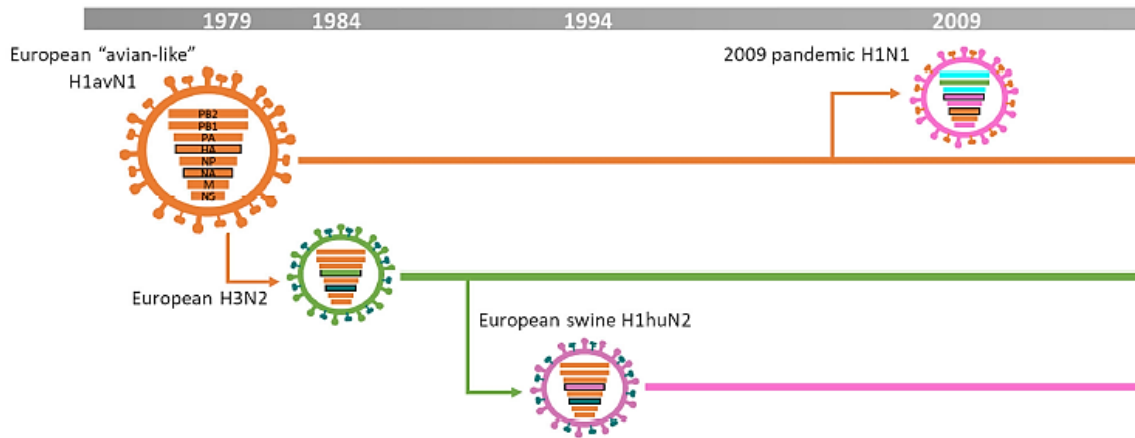 1979 1984 1994 2009
European “avian-like”
H1avN1
2009 pandemic H1N1
PB2
PB1
PA
HA
NP
NA
M
NS
European H3N2
European swine H1huN2